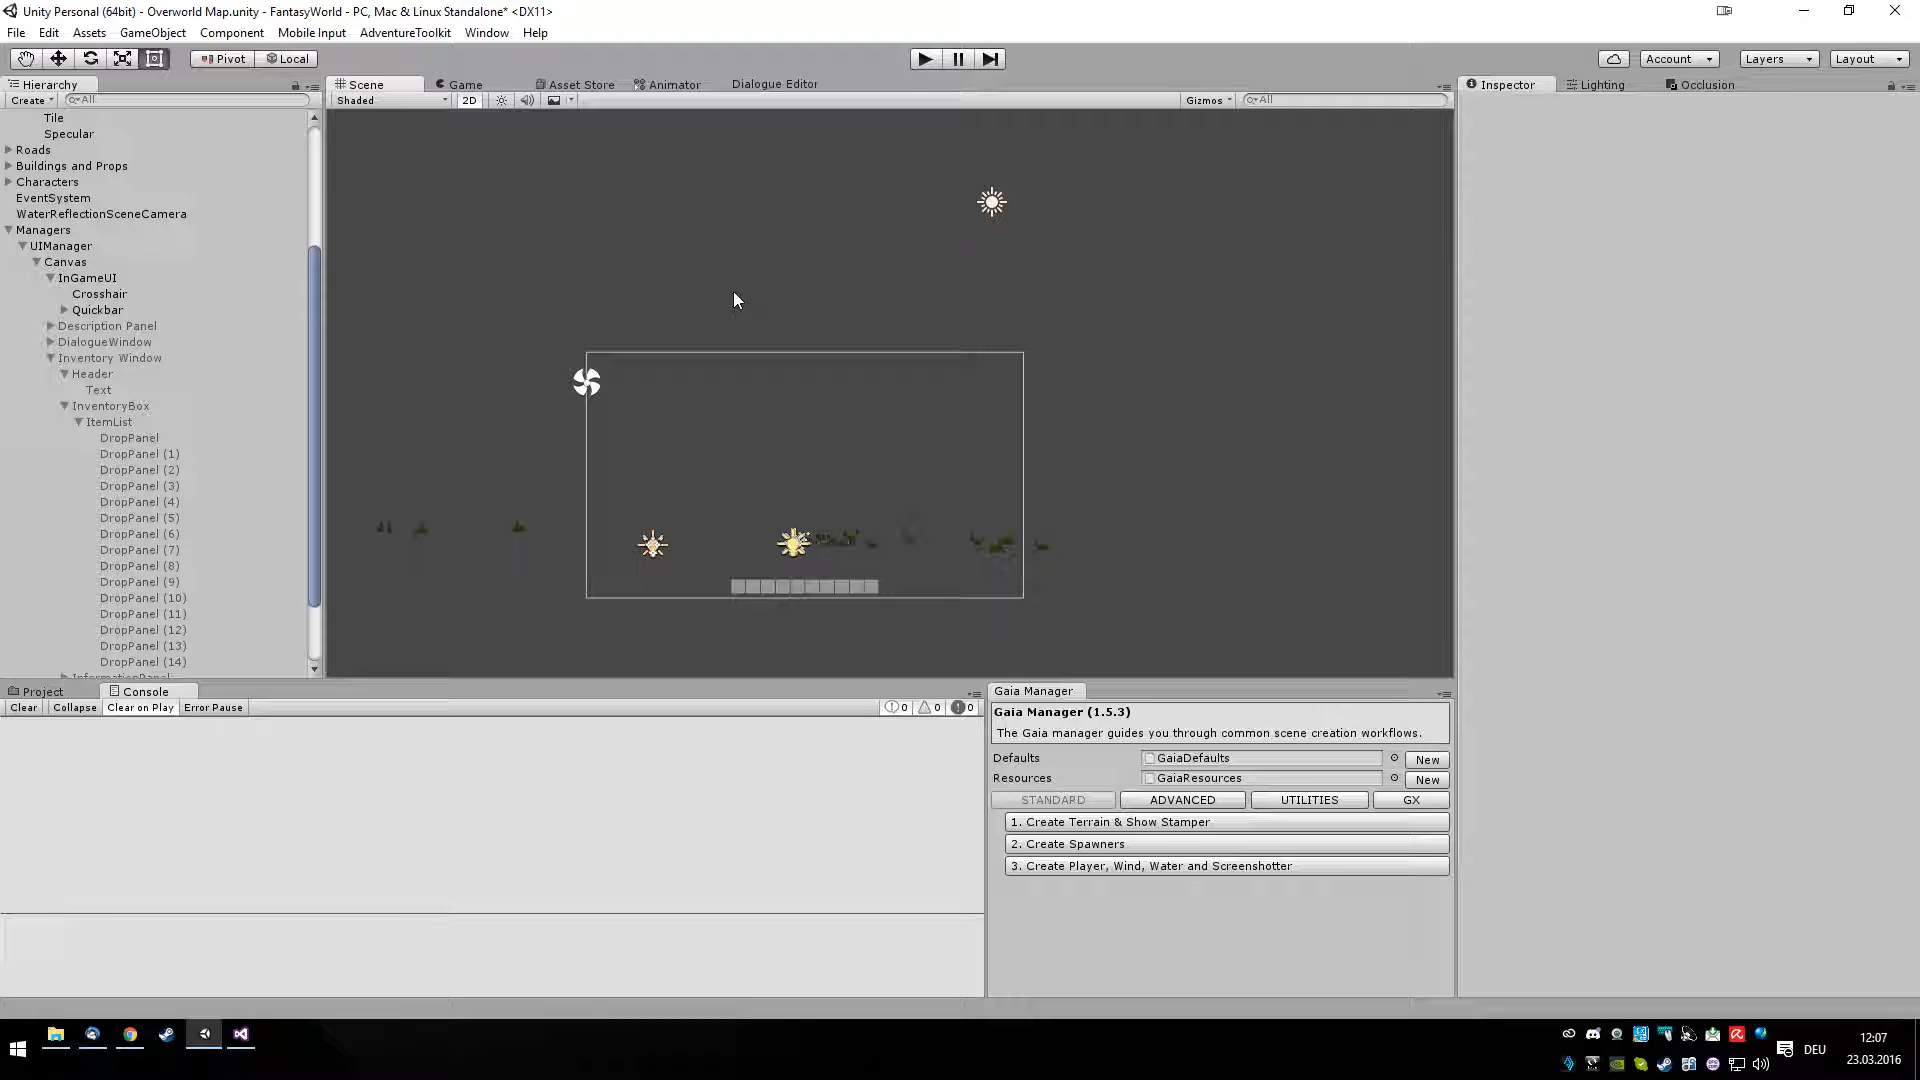 Unity Personal (64bit) - Overworld Map.unity - FantasyWorld - PC, Mac & Linux Standalone* <DX11>
File Edit Assets GameObject Component Mobile Input AdventureToolkit Window Help
Pivot Local Account Layers Layout
Hierarchy Scene Game Asset Store Animator Dialogue Editor Inspector Lighting Occlusion
Create All Shaded 2D Gizmos All
Tile
Specular
Roads
Buildings and Props
Characters
EventSystem
WaterReflectionSceneCamera
Managers
UIManager
Canvas
InGameUI
Crosshair
Quickbar
Description Panel
DialogueWindow
Inventory Window
Header
Text
InventoryBox
ItemList
DropPanel
DropPanel (1)
DropPanel (2)
DropPanel (3)
DropPanel (4)
DropPanel (5)
DropPanel (6)
DropPanel (7)
DropPanel (8)
DropPanel (9)
DropPanel (10)
DropPanel (11)
DropPanel (12)
DropPanel (13)
DropPanel (14)
Project Console
Clear Collapse Clear on Play Error Pause 0 0 0
Gaia Manager
Gaia Manager (1.5.3)
The Gaia manager guides you through common scene creation workflows.
Defaults GaiaDefaults New
Resources GaiaResources New
STANDARD ADVANCED UTILITIES GX
1. Create Terrain & Show Stamper
2. Create Spawners
3. Create Player, Wind, Water and Screenshotter
DEU
12:07
23.03.2016